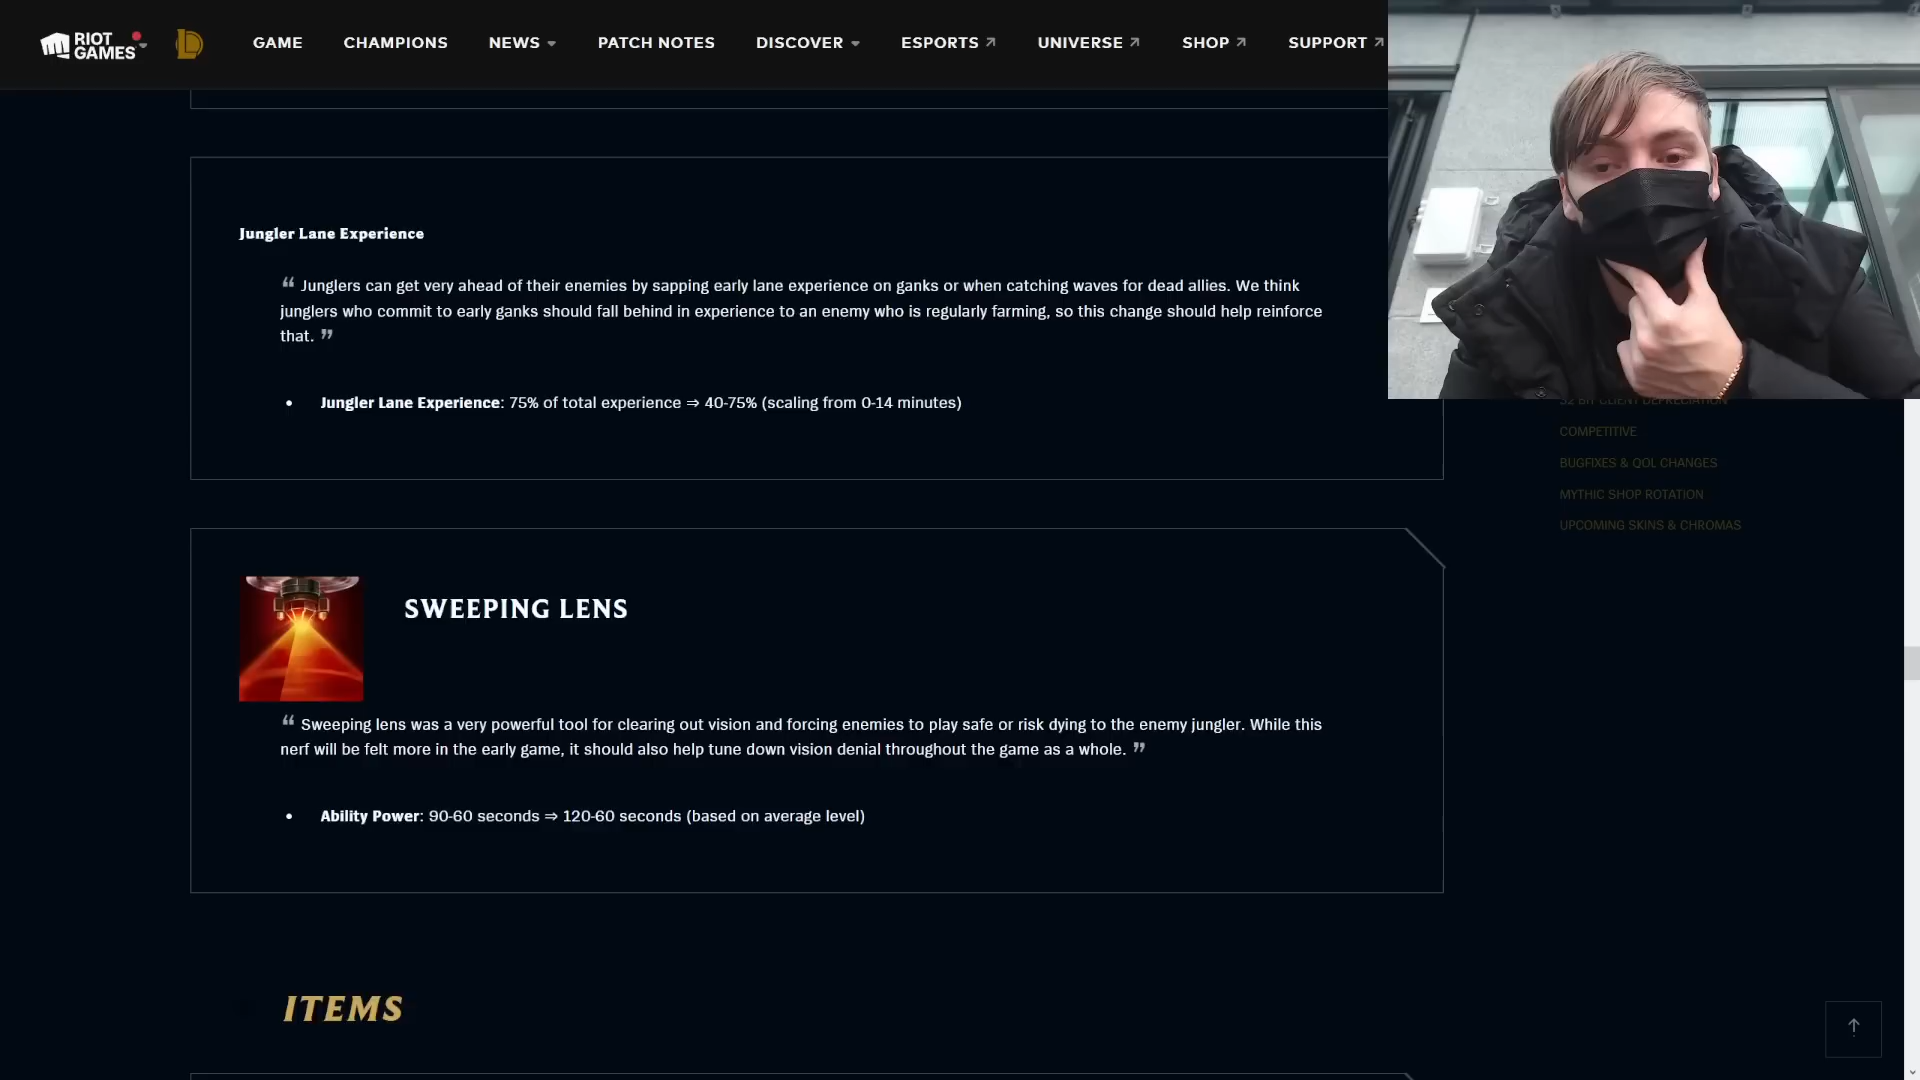 RIOT GAMES
GAME CHAMPIONS NEWS PATCH NOTES DISCOVER ESPORTS UNIVERSE SHOP SUPPORT
Jungler Lane Experience
“ Junglers can get very ahead of their enemies by sapping early lane experience on ganks or when catching waves for dead allies. We think
junglers who commit to early ganks should fall behind in experience to an enemy who is regularly farming, so this change should help reinforce
that. ”
• Jungler Lane Experience: 75% of total experience ⇒ 40-75% (scaling from 0-14 minutes)
32 BIT CLIENT DEPRECIATION
COMPETITIVE
BUGFIXES & QOL CHANGES
MYTHIC SHOP ROTATION
UPCOMING SKINS & CHROMAS
SWEEPING LENS
“ Sweeping lens was a very powerful tool for clearing out vision and forcing enemies to play safe or risk dying to the enemy jungler. While this
nerf will be felt more in the early game, it should also help tune down vision denial throughout the game as a whole. ”
• Ability Power: 90-60 seconds ⇒ 120-60 seconds (based on average level)
ITEMS